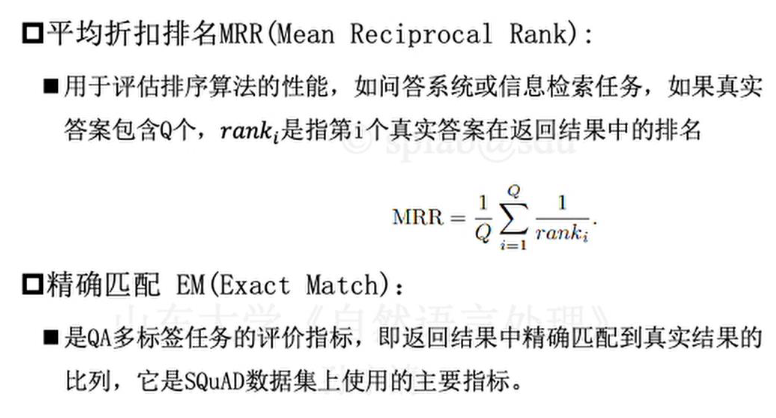 平均折扣排名MRR(Mean Reciprocal Rank):
用于评估排序算法的性能，如问答系统或信息检索任务，如果真实
答案包含Q个，rankᵢ是指第i个真实答案在返回结果中的排名
© splab@sdu
MRR = \frac{1}{Q} \sum_{i=1}^{Q} \frac{1}{rank_i}.
精确匹配 EM(Exact Match)：
山东大学《自然语言处理》
是QA多标签任务的评价指标，即返回结果中精确匹配到真实结果的
比列，它是SQuAD数据集上使用的主要指标。